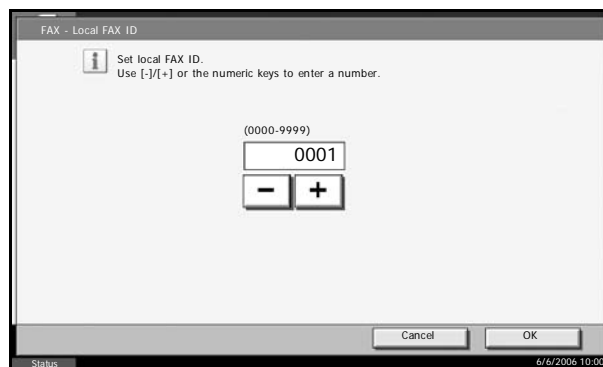 FAX - Local FAX ID
Set local FAX ID.
Use [-]/[+] or the numeric keys to enter a number.
(0000-9999)
0001
- +
Cancel OK
Status 6/6/2006 10:00